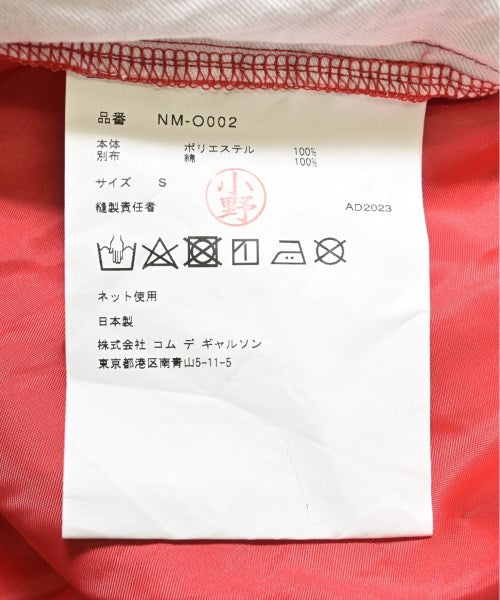 品番 NM-O002
本体 ポリエステル 100%
別布 綿 100%
サイズ S
小野
縫製責任者 AD2023
ネット使用
日本製
株式会社 コム デ ギャルソン
東京都港区南青山5-11-5